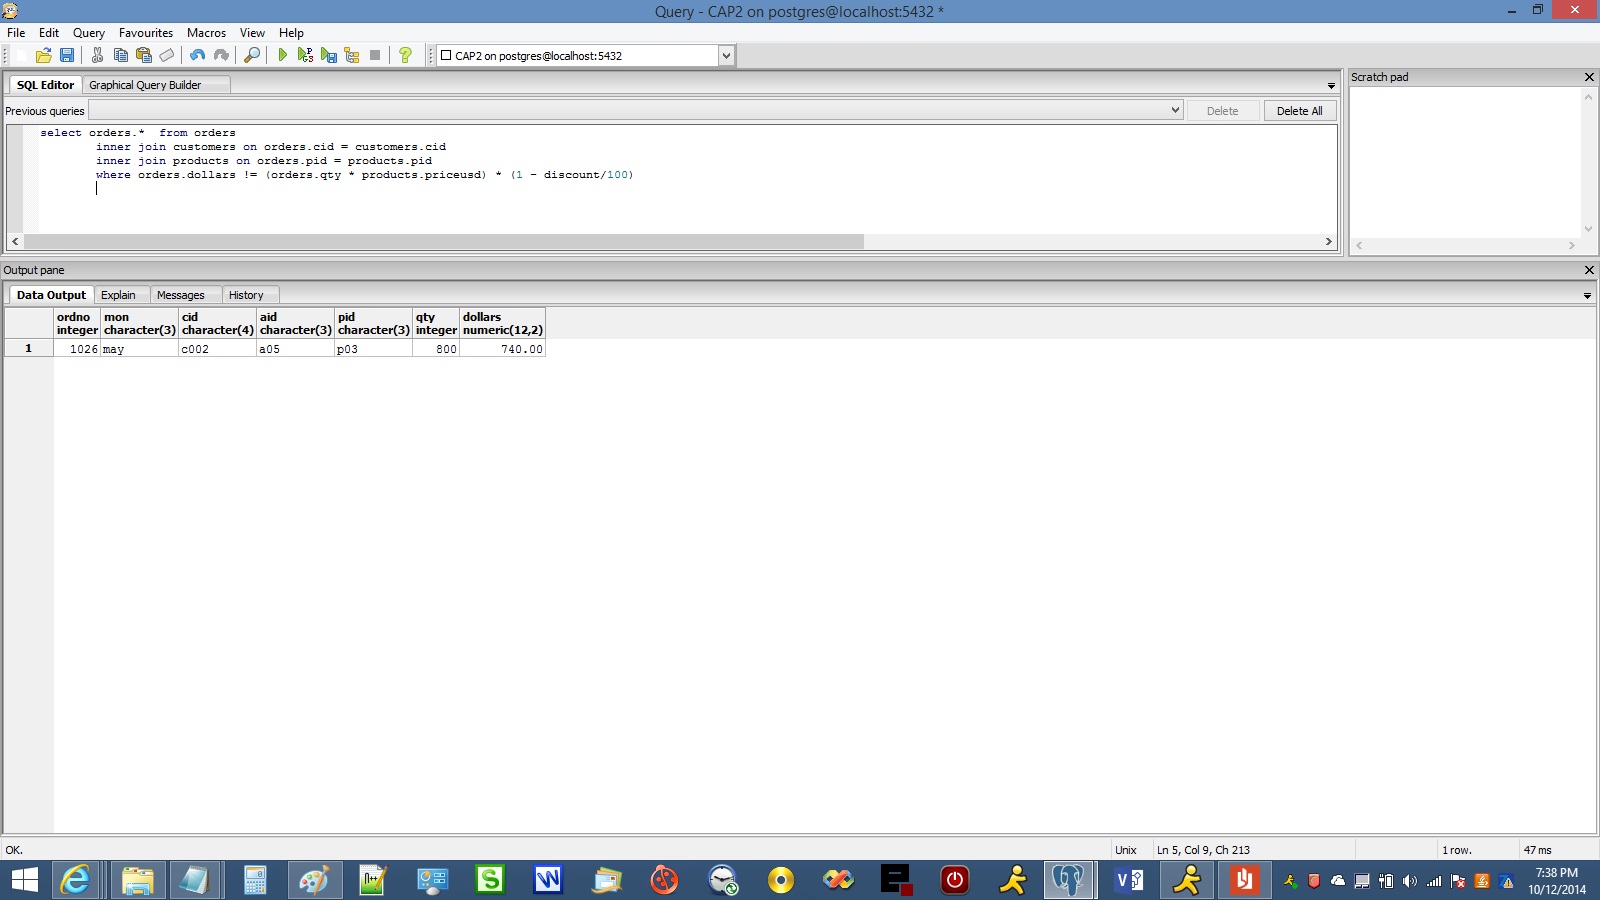 Query - CAP2 on postgres@localhost:5432 *
File Edit Query Favourites Macros View Help
CAP2 on postgres@localhost:5432
SQL Editor Graphical Query Builder
Scratch pad
Previous queries Delete Delete All
select orders.*  from orders
inner join customers on orders.cid = customers.cid
inner join products on orders.pid = products.pid
where orders.dollars != (orders.qty * products.priceusd) * (1 - discount/100)
Output pane
Data Output Explain Messages History
ordno mon cid aid pid qty dollars
integer character(3) character(4) character(3) character(3) integer numeric(12,2)
1 1026 may c002 a05 p03 800 740.00
OK. Unix Ln 5, Col 9, Ch 213 1 row. 47 ms
7:38 PM
10/12/2014